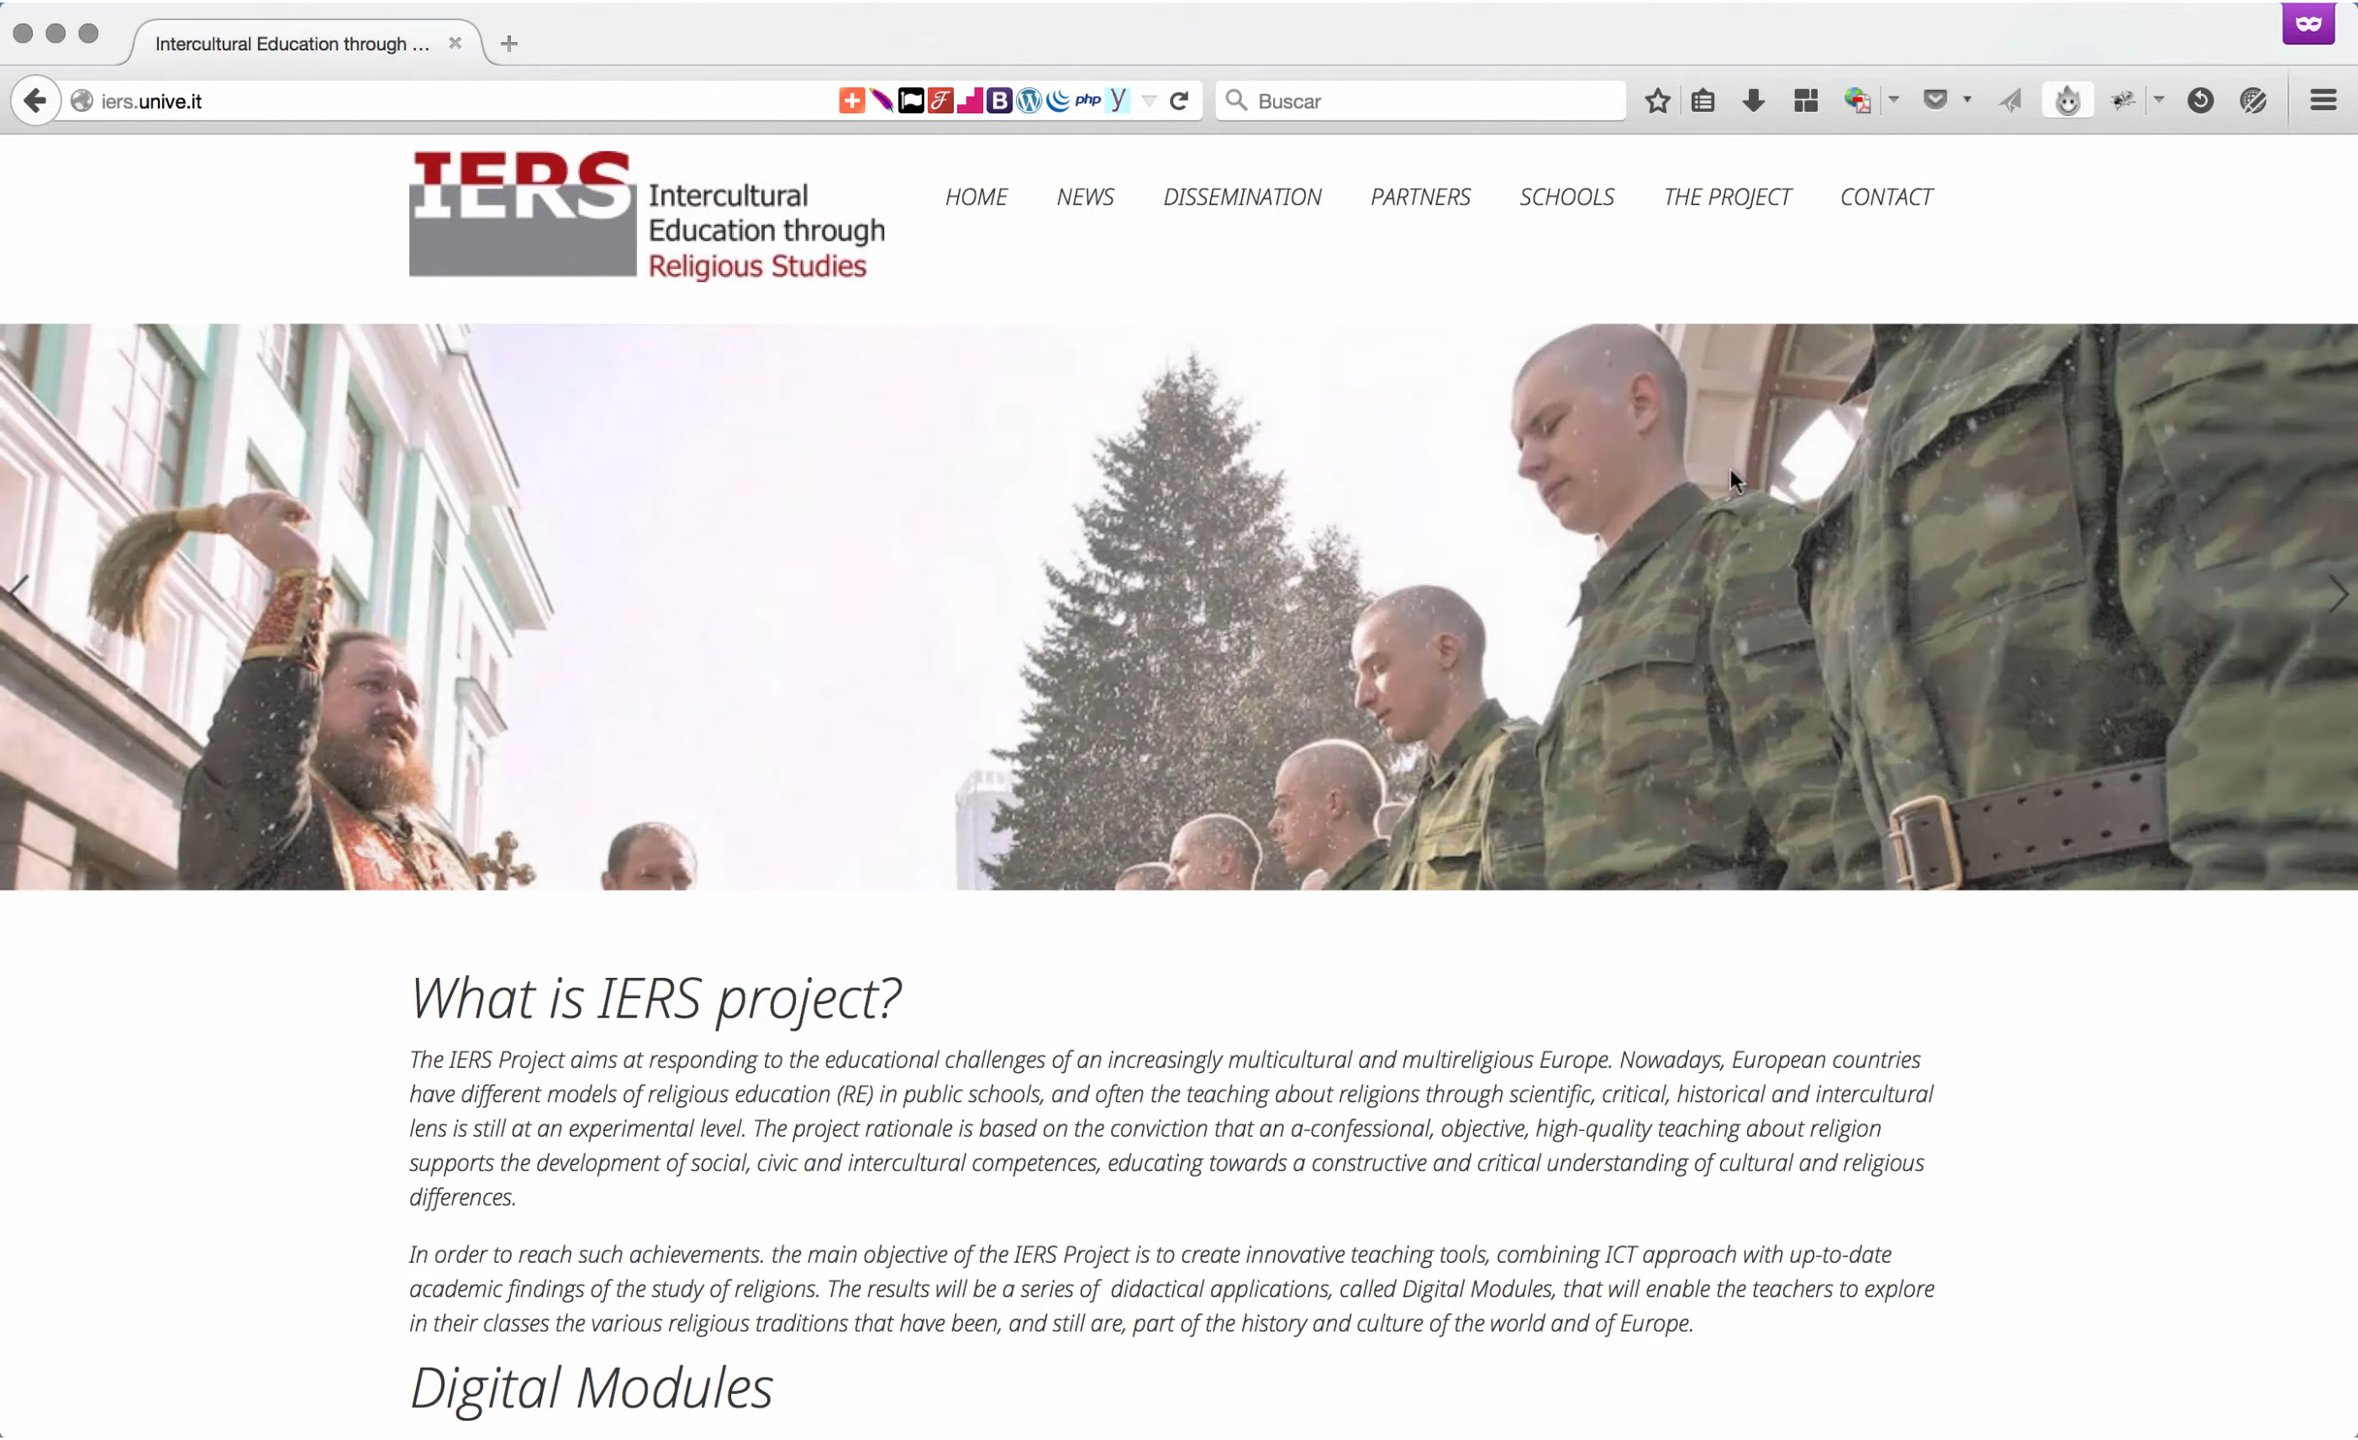 Intercultural Education through ...
iers.unive.it
php
Buscar
IERS
Intercultural
Education through
Religious Studies
HOME NEWS DISSEMINATION PARTNERS SCHOOLS THE PROJECT CONTACT
What is IERS project?
The IERS Project aims at responding to the educational challenges of an increasingly multicultural and multireligious Europe. Nowadays, European countries
have different models of religious education (RE) in public schools, and often the teaching about religions through scientific, critical, historical and intercultural
lens is still at an experimental level. The project rationale is based on the conviction that an a-confessional, objective, high-quality teaching about religion
supports the development of social, civic and intercultural competences, educating towards a constructive and critical understanding of cultural and religious
differences.
In order to reach such achievements. the main objective of the IERS Project is to create innovative teaching tools, combining ICT approach with up-to-date
academic findings of the study of religions. The results will be a series of  didactical applications, called Digital Modules, that will enable the teachers to explore
in their classes the various religious traditions that have been, and still are, part of the history and culture of the world and of Europe.
Digital Modules